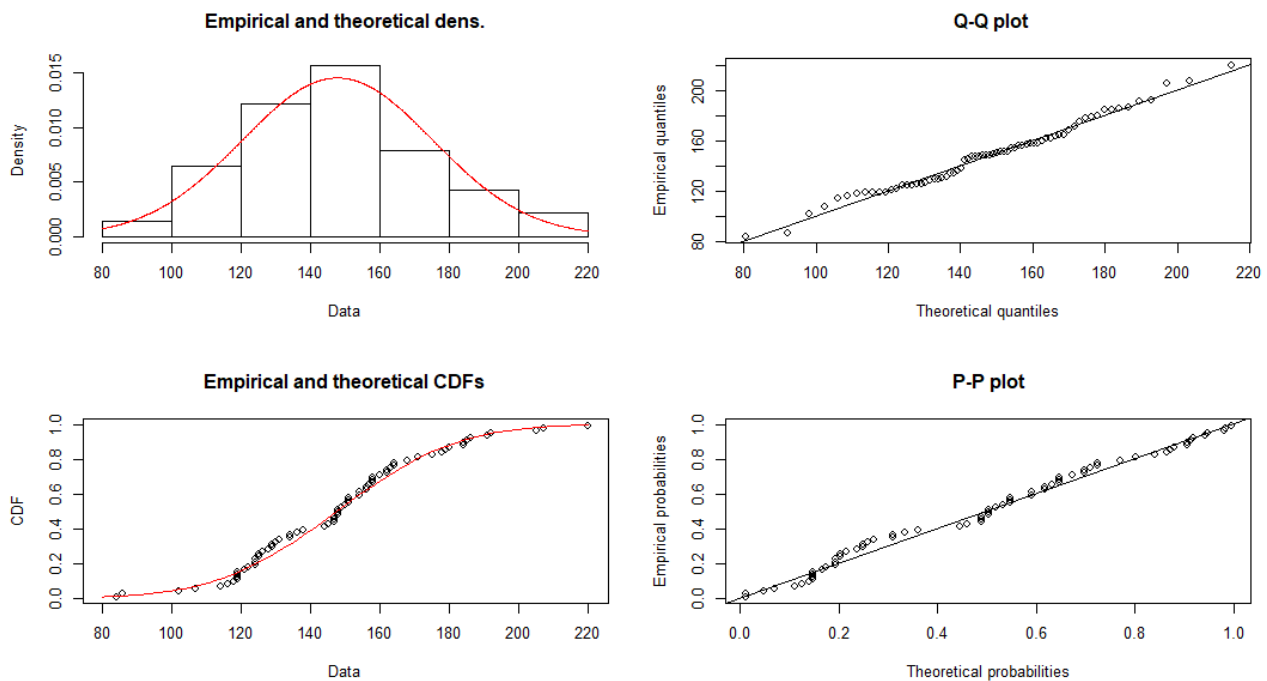 Empirical and theoretical dens.
Density
0.000 0.005 0.010 0.015
80 100 120 140 160 180 200 220
Data
Q-Q plot
Empirical quantiles
80 120 160 200
80 100 120 140 160 180 200 220
Theoretical quantiles
Empirical and theoretical CDFs
CDF
0.0 0.2 0.4 0.6 0.8 1.0
80 100 120 140 160 180 200 220
Data
P-P plot
Empirical probabilities
0.0 0.2 0.4 0.6 0.8 1.0
0.0 0.2 0.4 0.6 0.8 1.0
Theoretical probabilities